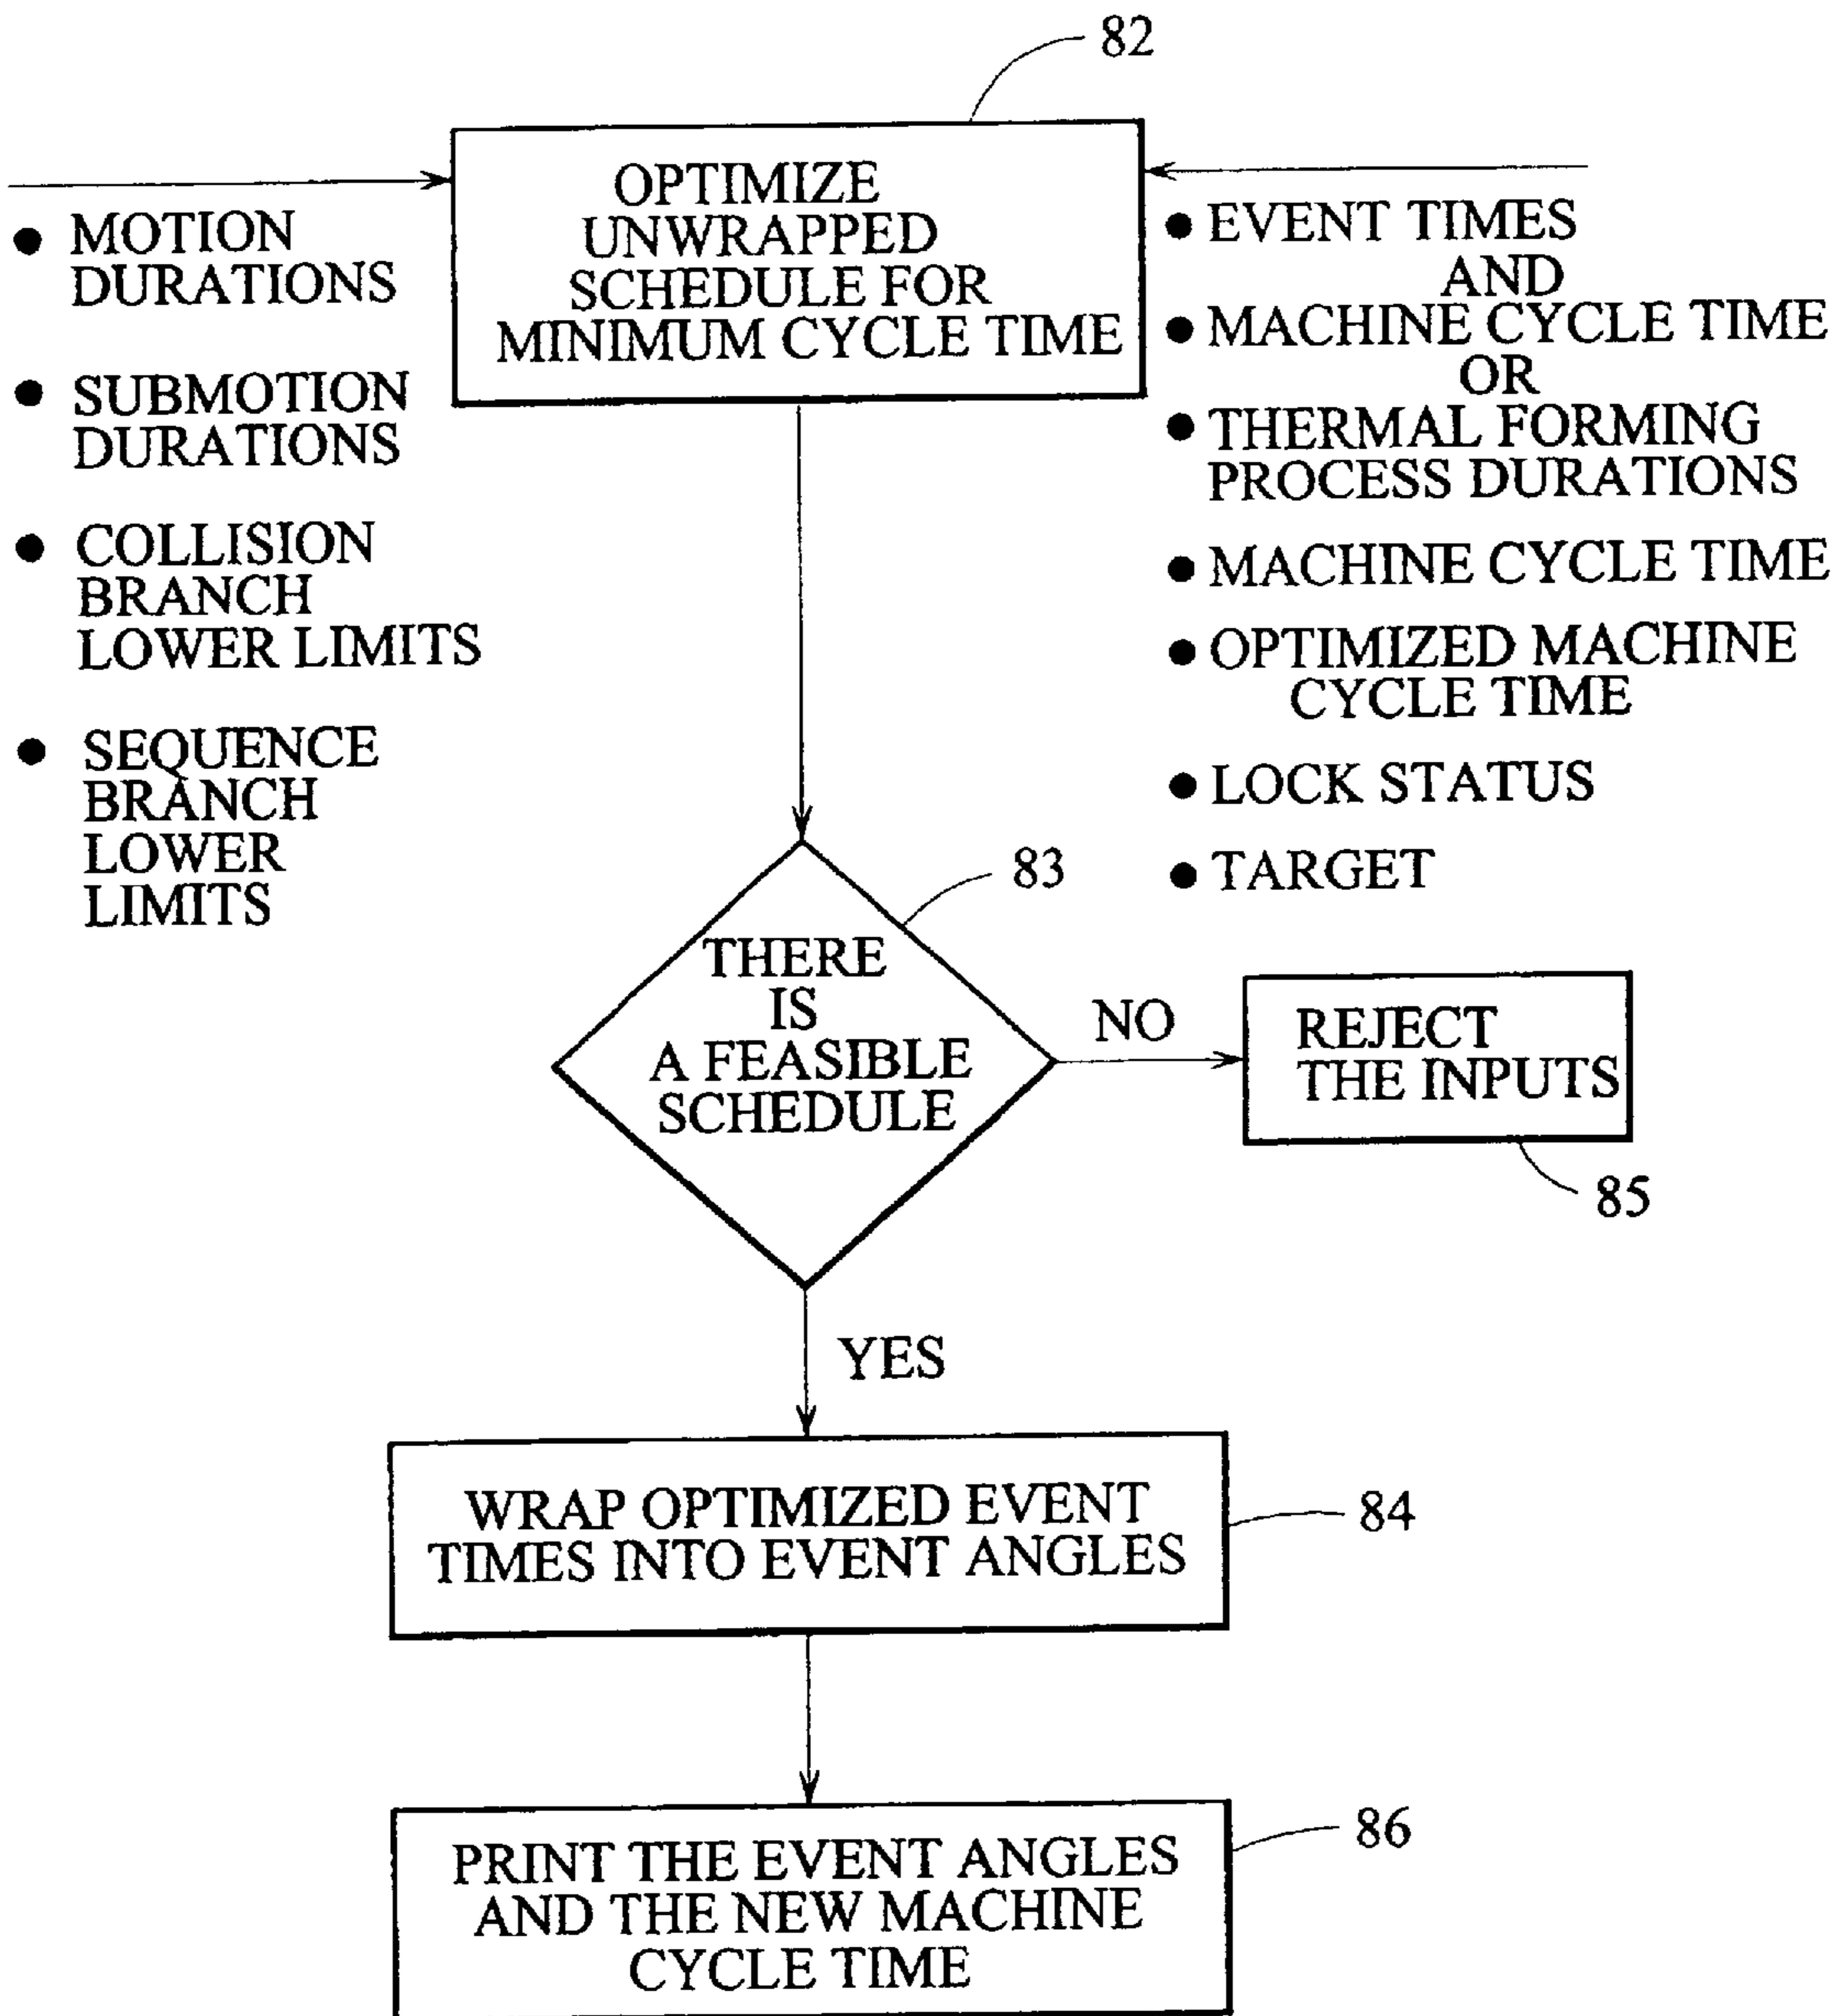 82
OPTIMIZE
UNWRAPPED
SCHEDULE FOR
MINIMUM CYCLE TIME
● MOTION
DURATIONS
● SUBMOTION
DURATIONS
● COLLISION
BRANCH
LOWER LIMITS
● SEQUENCE
BRANCH
LOWER
LIMITS
● EVENT TIMES
AND
● MACHINE CYCLE TIME
OR
● THERMAL FORMING
PROCESS DURATIONS
● MACHINE CYCLE TIME
● OPTIMIZED MACHINE
CYCLE TIME
● LOCK STATUS
● TARGET
83
THERE
IS
A FEASIBLE
SCHEDULE
NO
REJECT
THE INPUTS
85
YES
WRAP OPTIMIZED EVENT
TIMES INTO EVENT ANGLES
84
PRINT THE EVENT ANGLES
AND THE NEW MACHINE
CYCLE TIME
86